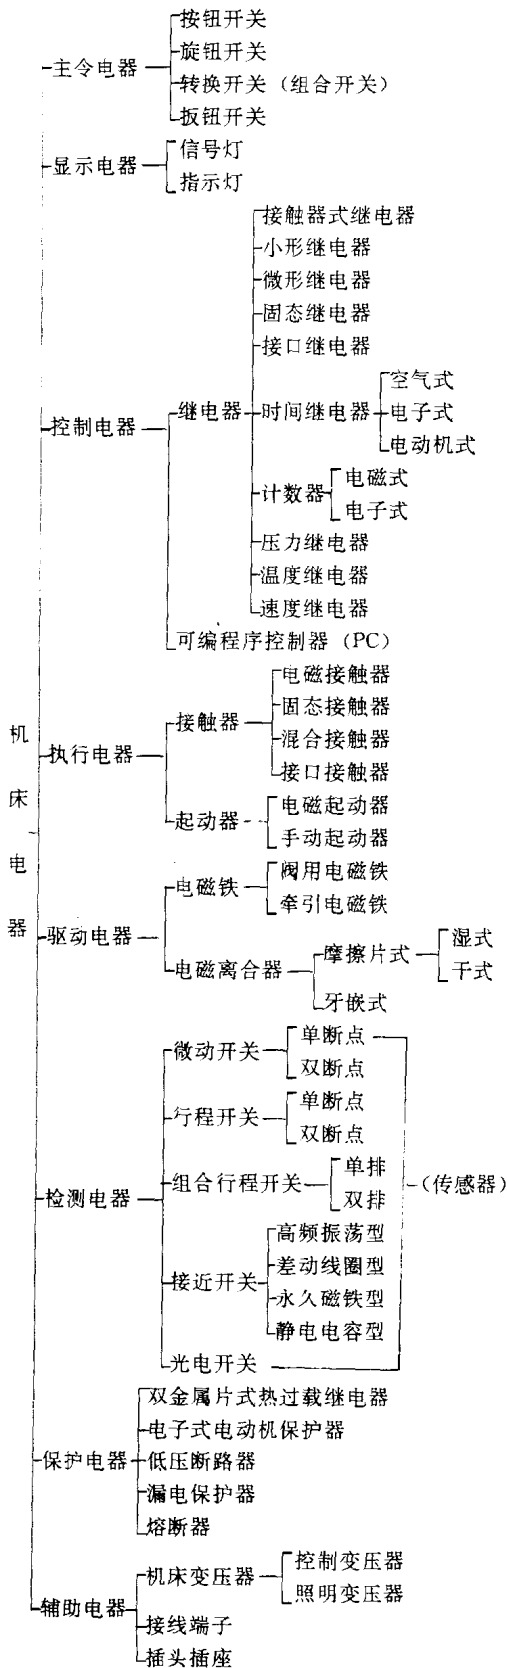 机床电器
主令电器
按钮开关
旋钮开关
转换开关（组合开关）
扳钮开关
显示电器
信号灯
指示灯
控制电器
继电器
接触器式继电器
小形继电器
微形继电器
固态继电器
接口继电器
时间继电器
空气式
电子式
电动机式
计数器
电磁式
电子式
压力继电器
温度继电器
速度继电器
可编程序控制器（PC）
执行电器
接触器
电磁接触器
固态接触器
混合接触器
接口接触器
起动器
电磁起动器
手动起动器
驱动电器
电磁铁
阀用电磁铁
牵引电磁铁
电磁离合器
摩擦片式
湿式
干式
牙嵌式
检测电器
微动开关
单断点
双断点
行程开关
单断点
双断点
组合行程开关
单排
双排
（传感器）
接近开关
高频振荡型
差动线圈型
永久磁铁型
静电电容型
光电开关
保护电器
双金属片式热过载继电器
电子式电动机保护器
低压断路器
漏电保护器
熔断器
辅助电器
机床变压器
控制变压器
照明变压器
接线端子
插头插座